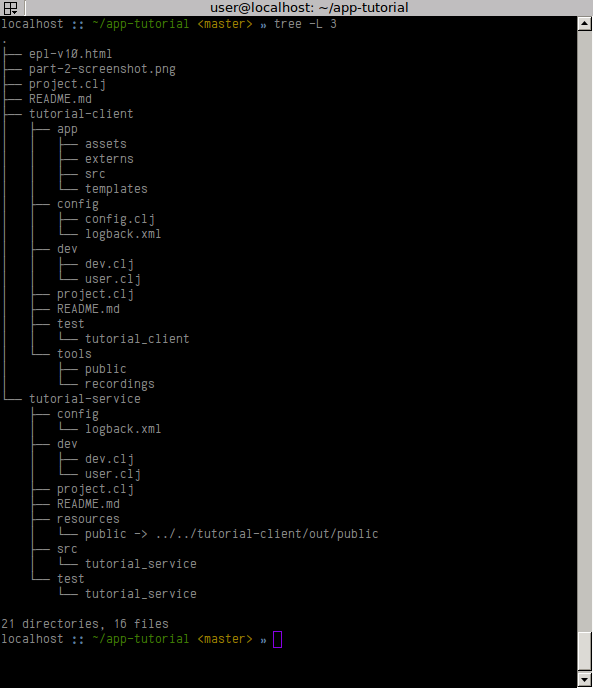 user@localhost: ~/app-tutorial
localhost :: ~/app-tutorial <master> » tree -L 3
.
├── epl-v10.html
├── part-2-screenshot.png
├── project.clj
├── README.md
├── tutorial-client
│   ├── app
│   │   ├── assets
│   │   ├── externs
│   │   ├── src
│   │   └── templates
│   ├── config
│   │   ├── config.clj
│   │   └── logback.xml
│   ├── dev
│   │   ├── dev.clj
│   │   └── user.clj
│   ├── project.clj
│   ├── README.md
│   ├── test
│   │   └── tutorial_client
│   └── tools
│       ├── public
│       └── recordings
└── tutorial-service
    ├── config
    │   └── logback.xml
    ├── dev
    │   ├── dev.clj
    │   └── user.clj
    ├── project.clj
    ├── README.md
    ├── resources
    │   └── public -> ../../tutorial-client/out/public
    ├── src
    │   └── tutorial_service
    └── test
        └── tutorial_service

21 directories, 16 files
localhost :: ~/app-tutorial <master> »